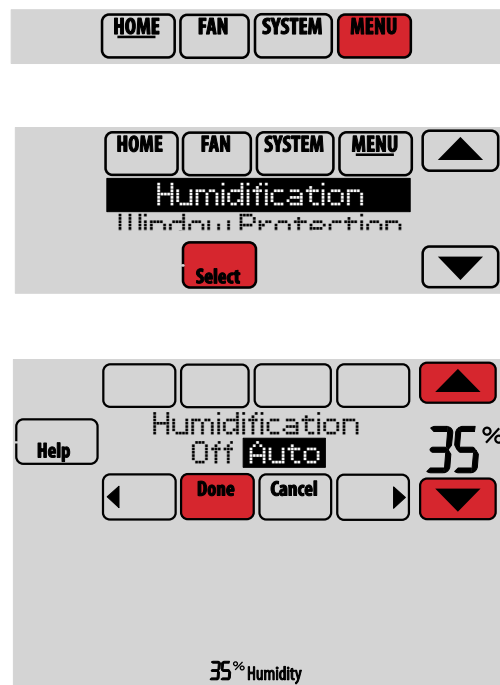 HOME FAN SYSTEM MENU
HOME FAN SYSTEM MENU
Humidification
Window Protection
Select
Humidification
Help Off Auto 35%
Done Cancel
35% Humidity